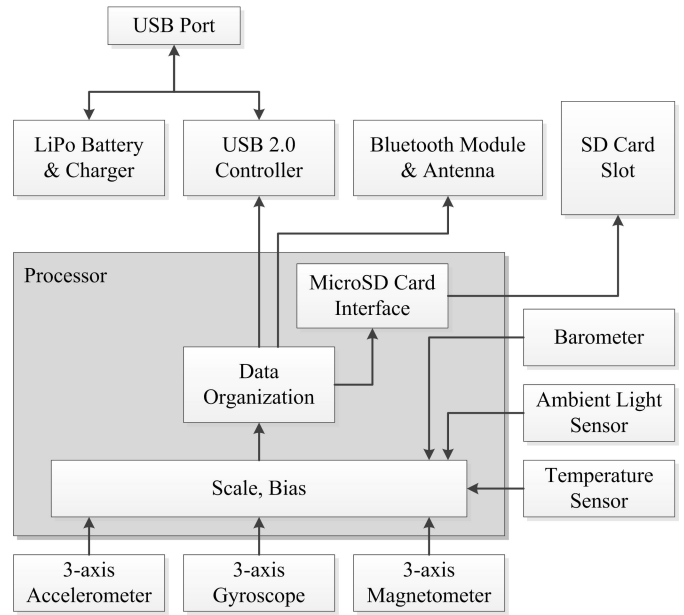 USB Port
LiPo Battery
& Charger
USB 2.0
Controller
Bluetooth Module
& Antenna
SD Card
Slot
Processor
MicroSD Card
Interface
Barometer
Data
Organization
Ambient Light
Sensor
Scale, Bias
Temperature
Sensor
3-axis
Accelerometer
3-axis
Gyroscope
3-axis
Magnetometer